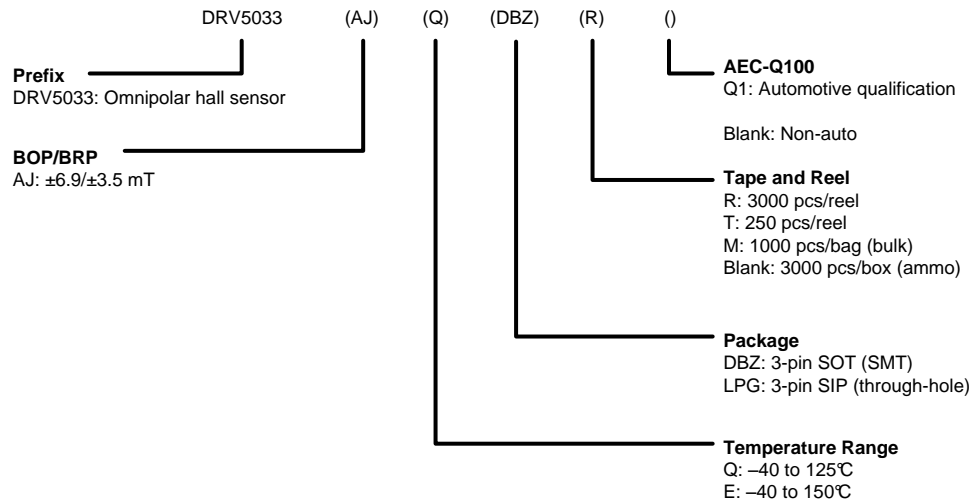 DRV5033 (AJ) (Q) (DBZ) (R) ()
Prefix
DRV5033: Omnipolar hall sensor
BOP/BRP
AJ: ±6.9/±3.5 mT
AEC-Q100
Q1: Automotive qualification
Blank: Non-auto
Tape and Reel
R: 3000 pcs/reel
T: 250 pcs/reel
M: 1000 pcs/bag (bulk)
Blank: 3000 pcs/box (ammo)
Package
DBZ: 3-pin SOT (SMT)
LPG: 3-pin SIP (through-hole)
Temperature Range
Q: –40 to 125℃
E: –40 to 150℃